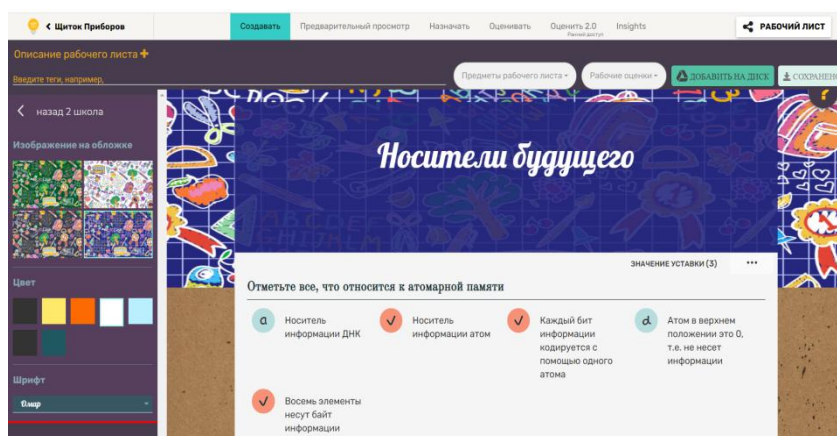 Щиток Приборов
Создавать Предварительный просмотр Назначать Оценивать Оценить 2.0 Insights
Ранний доступ
РАБОЧИЙ ЛИСТ
Описание рабочего листа
Введите теги, например,
Предметы рабочего листа
Рабочие оценки
ДОБАВИТЬ НА ДИСК
СОХРАНЕНО
назад 2 школа
Изображение на обложке
Цвет
Шрифт
Омар
Носители будущего
ЗНАЧЕНИЕ УСТАВКИ (3)
Отметьте все, что относится к атомарной памяти
a
Носитель
информации ДНК
Носитель
информации атом
Каждый бит
информации
кодируется с
помощью одного
атома
d
Атом в верхнем
положении это 0,
т.е. не несет
информации
Восемь элементы
несут байт
информации